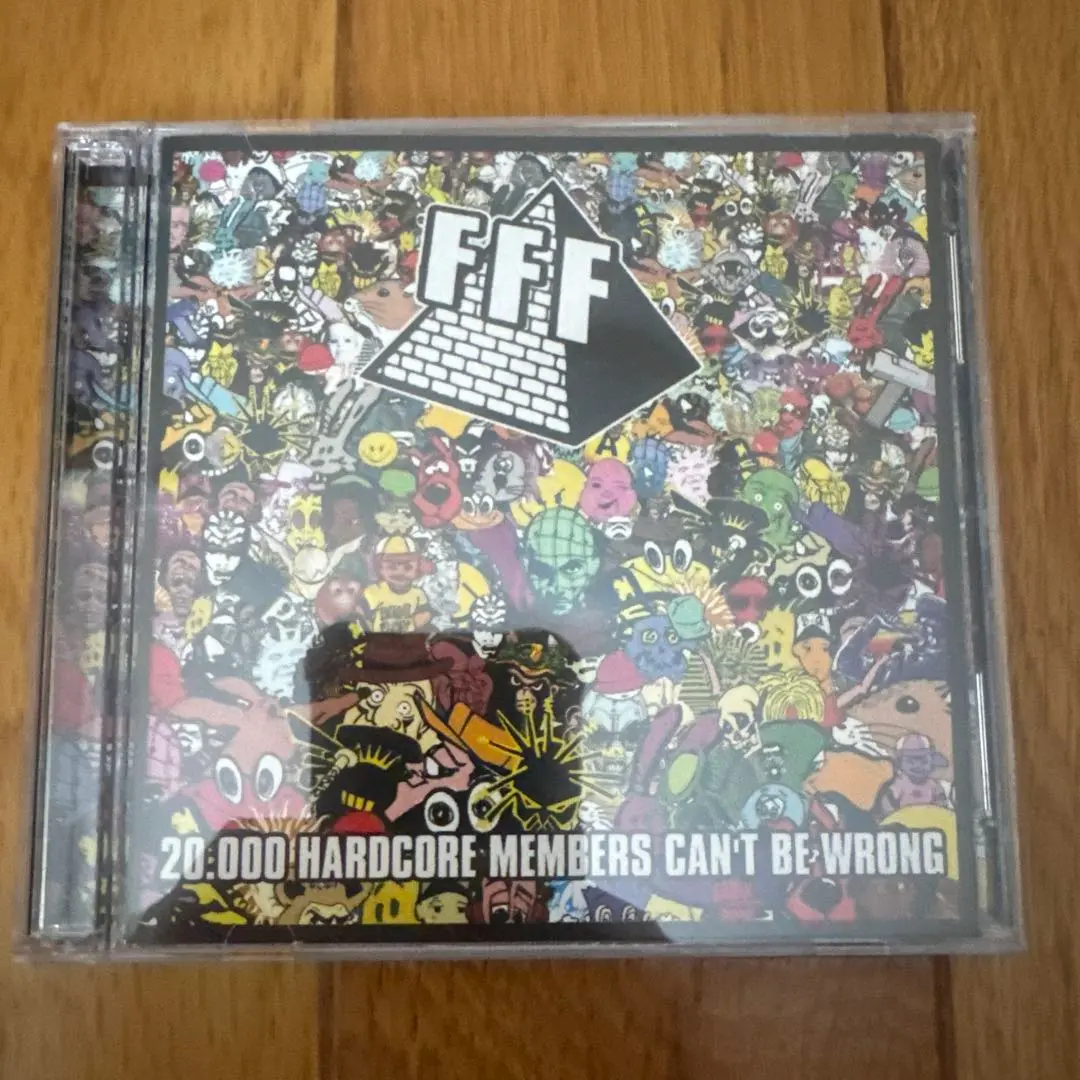 FFF
20.000 HARDCORE MEMBERS CAN'T BE WRONG